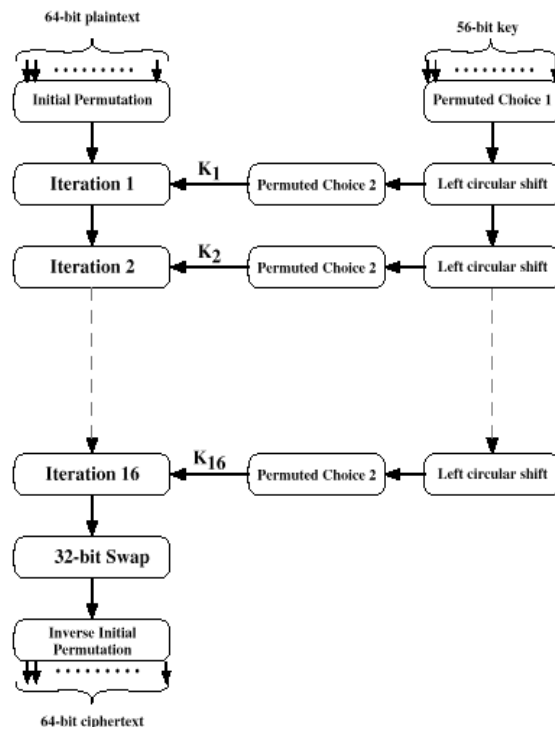 64-bit plaintext
56-bit key
Initial Permutation
Permuted Choice 1
Iteration 1
K1
Permuted Choice 2
Left circular shift
Iteration 2
K2
Permuted Choice 2
Left circular shift
Iteration 16
K16
Permuted Choice 2
Left circular shift
32-bit Swap
Inverse Initial
Permutation
64-bit ciphertext